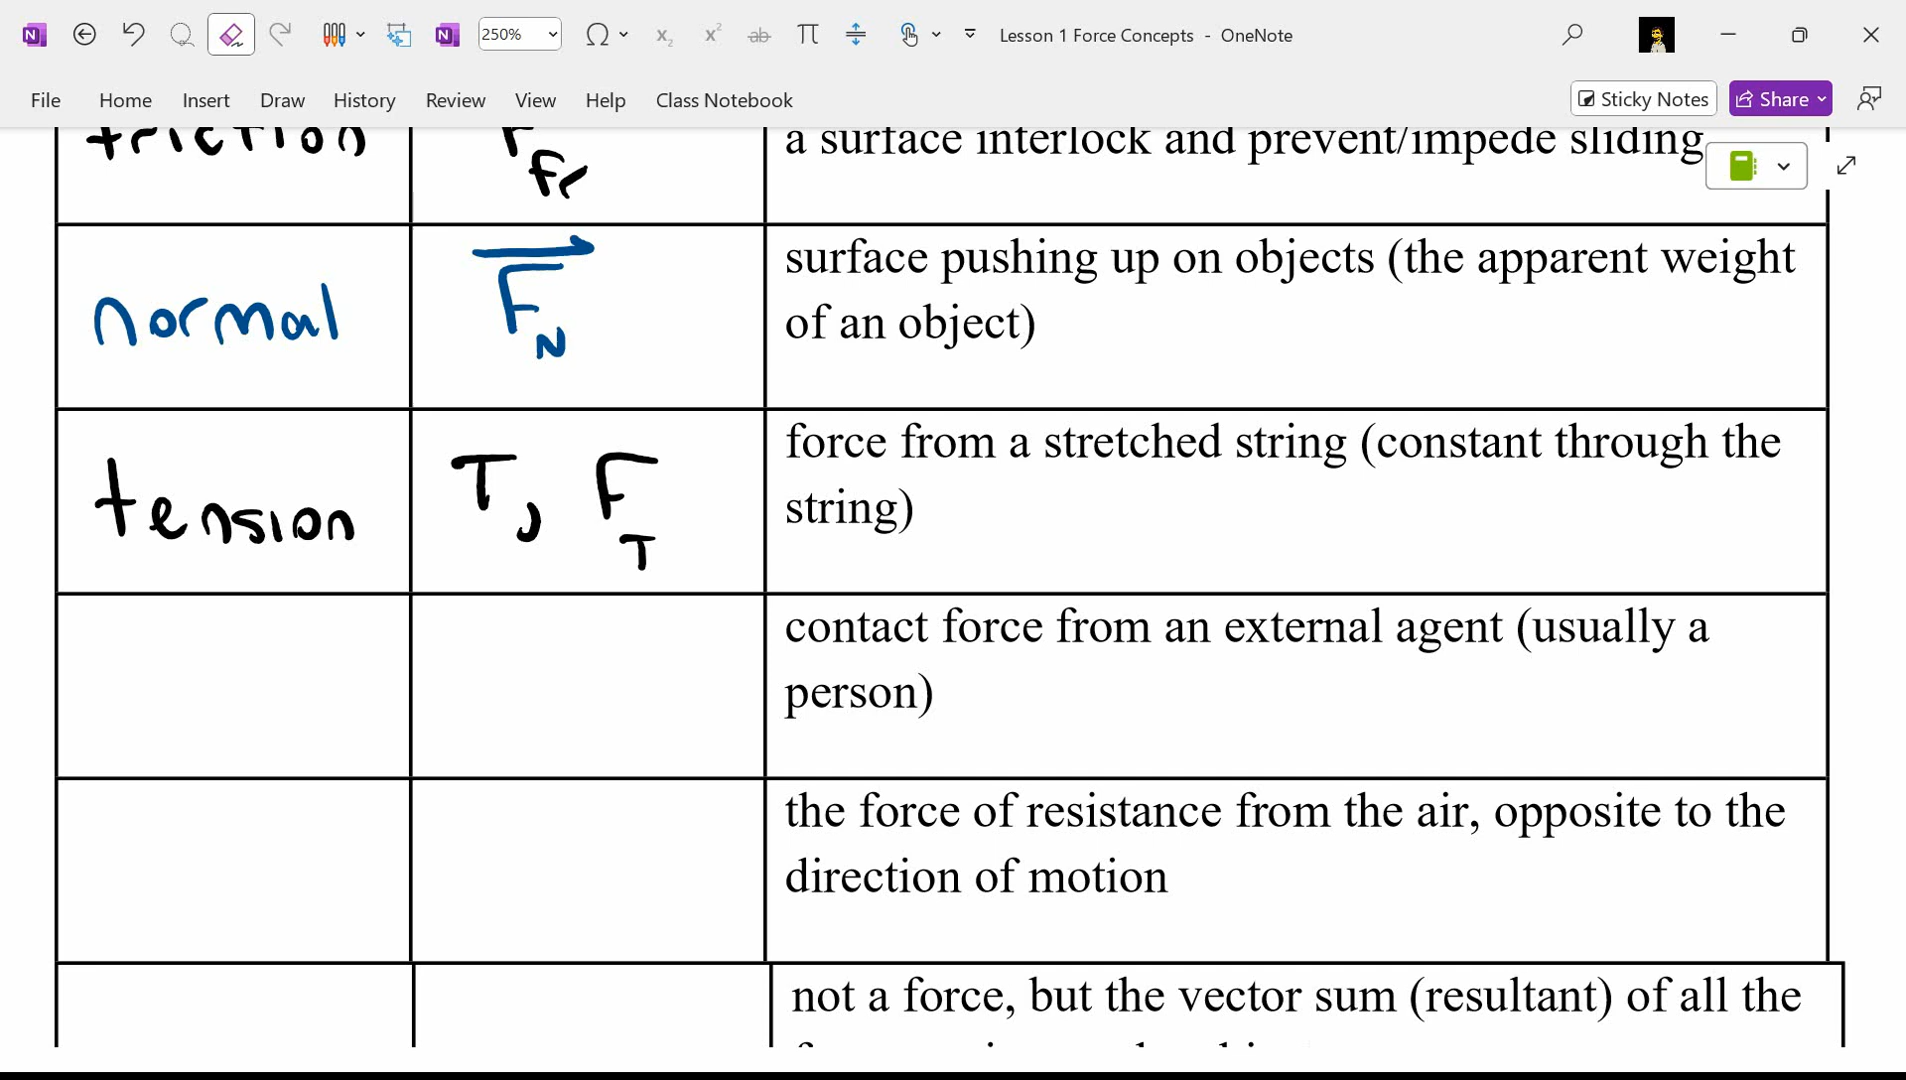 250%
Lesson 1 Force Concepts - OneNote
File Home Insert Draw History Review View Help Class Notebook
Sticky Notes Share
friction
F
Fr
a surface interlock and prevent/impede sliding
normal
F
N
surface pushing up on objects (the apparent weight
of an object)
tension
T, F
T
force from a stretched string (constant through the
string)
contact force from an external agent (usually a
person)
the force of resistance from the air, opposite to the
direction of motion
not a force, but the vector sum (resultant) of all the